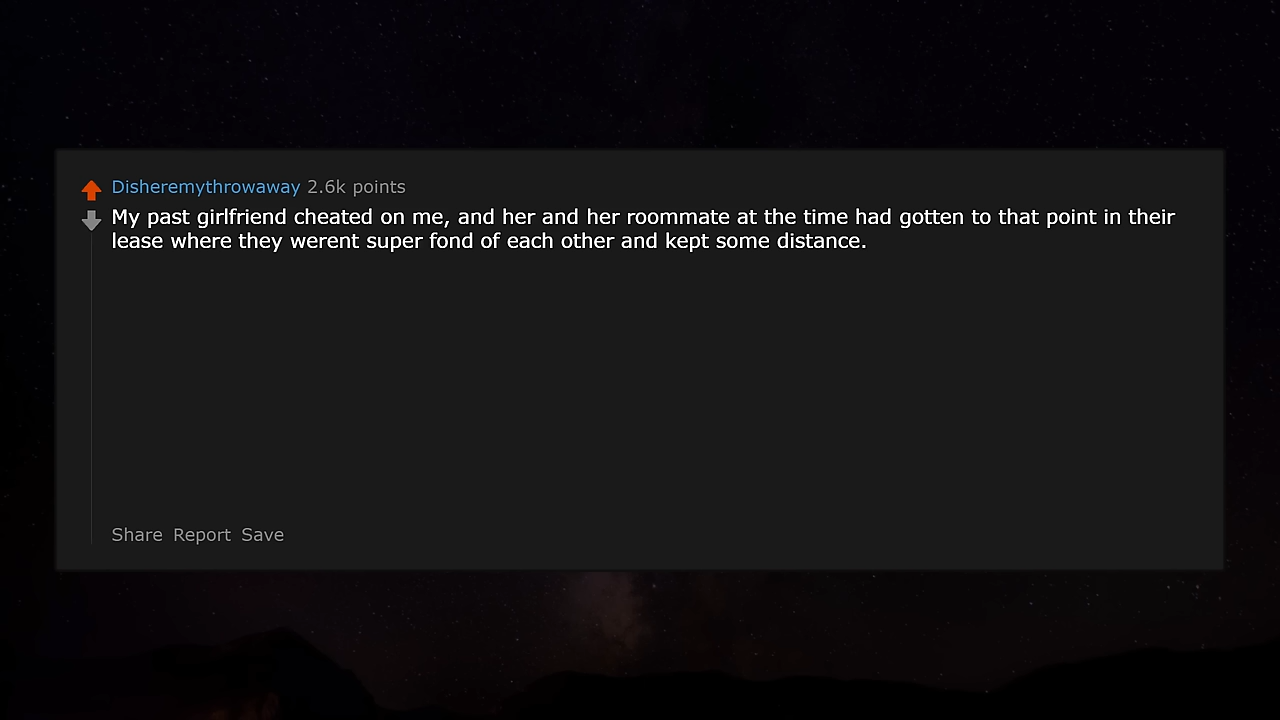 Disheremythrowaway 2.6k points
My past girlfriend cheated on me, and her and her roommate at the time had gotten to that point in their
lease where they werent super fond of each other and kept some distance.
Share Report Save